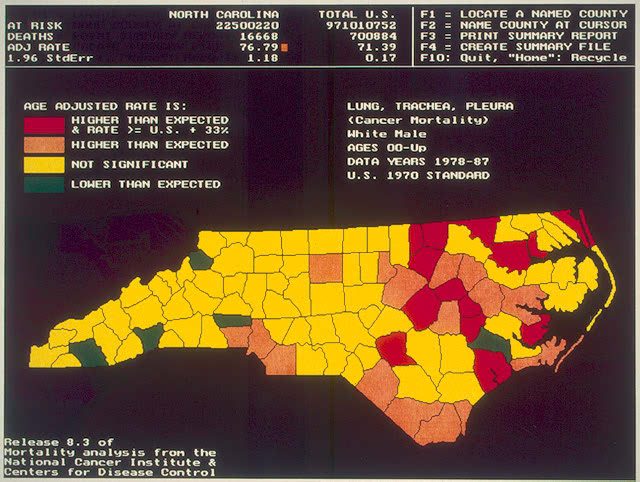 NORTH CAROLINA TOTAL U.S.
AT RISK 22500220 971010752
DEATHS 16668 700884
ADJ RATE 76.79 71.39
1.96 StdErr 1.18 0.17
F1 = LOCATE A NAMED COUNTY
F2 = NAME COUNTY AT CURSOR
F3 = PRINT SUMMARY REPORT
F4 = CREATE SUMMARY FILE
F10: Quit, "Home": Recycle
AGE ADJUSTED RATE IS:
HIGHER THAN EXPECTED
& RATE >= U.S. + 33%
HIGHER THAN EXPECTED
NOT SIGNIFICANT
LOWER THAN EXPECTED
LUNG, TRACHEA, PLEURA
(Cancer Mortality)
White Male
AGES 00-Up
DATA YEARS 1978-87
U.S. 1970 STANDARD
Release 8.3 of
Mortality analysis from the
National Cancer Institute &
Centers for Disease Control